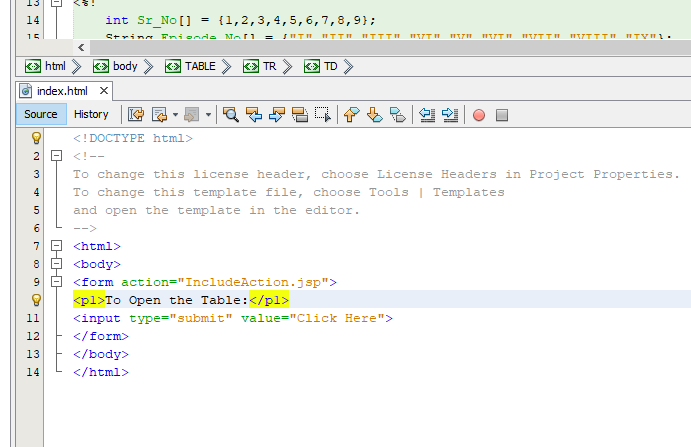 13 <%!
14 int Sr_No[] = {1,2,3,4,5,6,7,8,9};
15 String Episode_No[] = {"I","II","III","VI","V","VI","VII","VIII","IX"};
html body TABLE TR TD
index.html
Source History
<!DOCTYPE html>
2 <!--
3 To change this license header, choose License Headers in Project Properties.
4 To change this template file, choose Tools | Templates
5 and open the template in the editor.
6 -->
7 <html>
8 <body>
9 <form action="IncludeAction.jsp">
<pl>To Open the Table:</pl>
11 <input type="submit" value="Click Here">
12 </form>
13 </body>
14 </html>